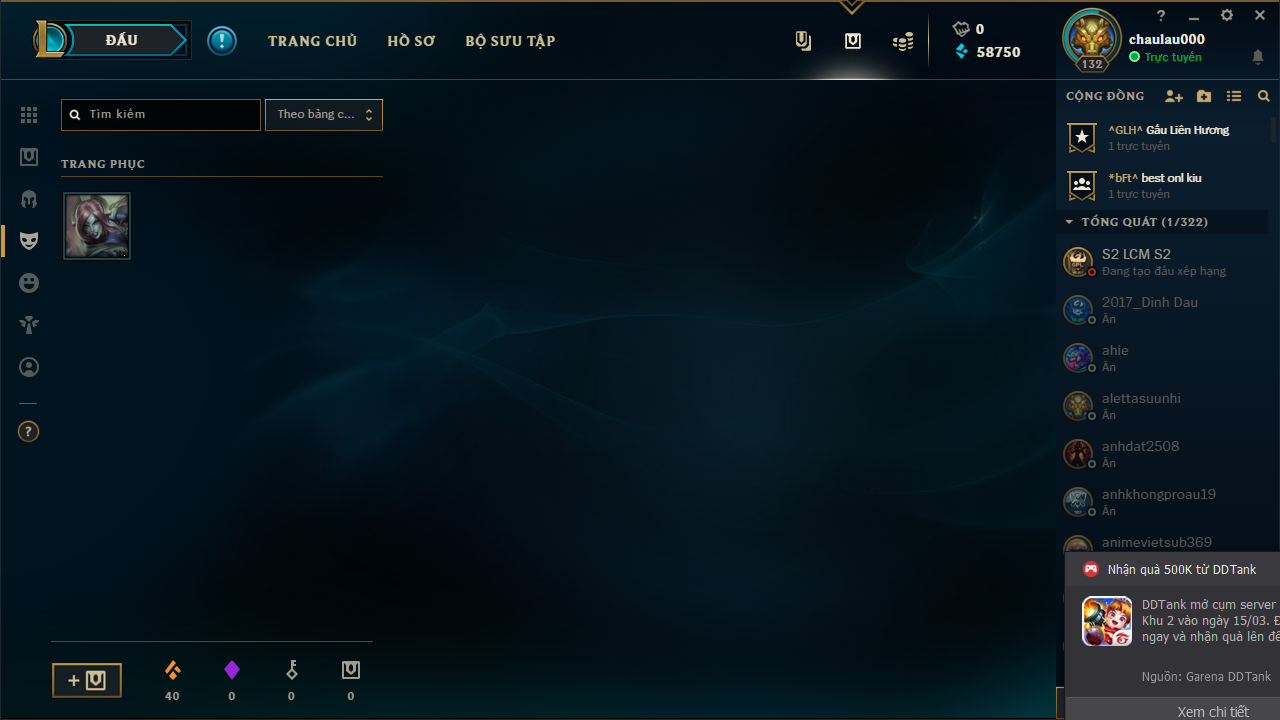 ĐẤU
TRANG CHỦ
HỒ SƠ
BỘ SƯU TẬP
0
58750
132
chaulau000
Trực tuyến
Tìm kiếm
Theo bảng c...
TRANG PHỤC
CỘNG ĐỒNG
^GLH^ Gấu Liên Hương
1 trực tuyến
*bFt^ best onl kiu
1 trực tuyến
TỔNG QUÁT (1/322)
S2 LCM S2
Đang tạo đấu xếp hạng
2017_Dinh Dau
Ẩn
ahie
Ẩn
alettasuunhi
Ẩn
anhdat2508
Ẩn
anhkhongproau19
Ẩn
animevietsub369
Nhận quà 500K từ DDTank
DDTank mở cụm server
Khu 2 vào ngày 15/03. Đ
ngay và nhận quà lên đế
Nguồn: Garena DDTank
Xem chi tiết
40
0
0
0